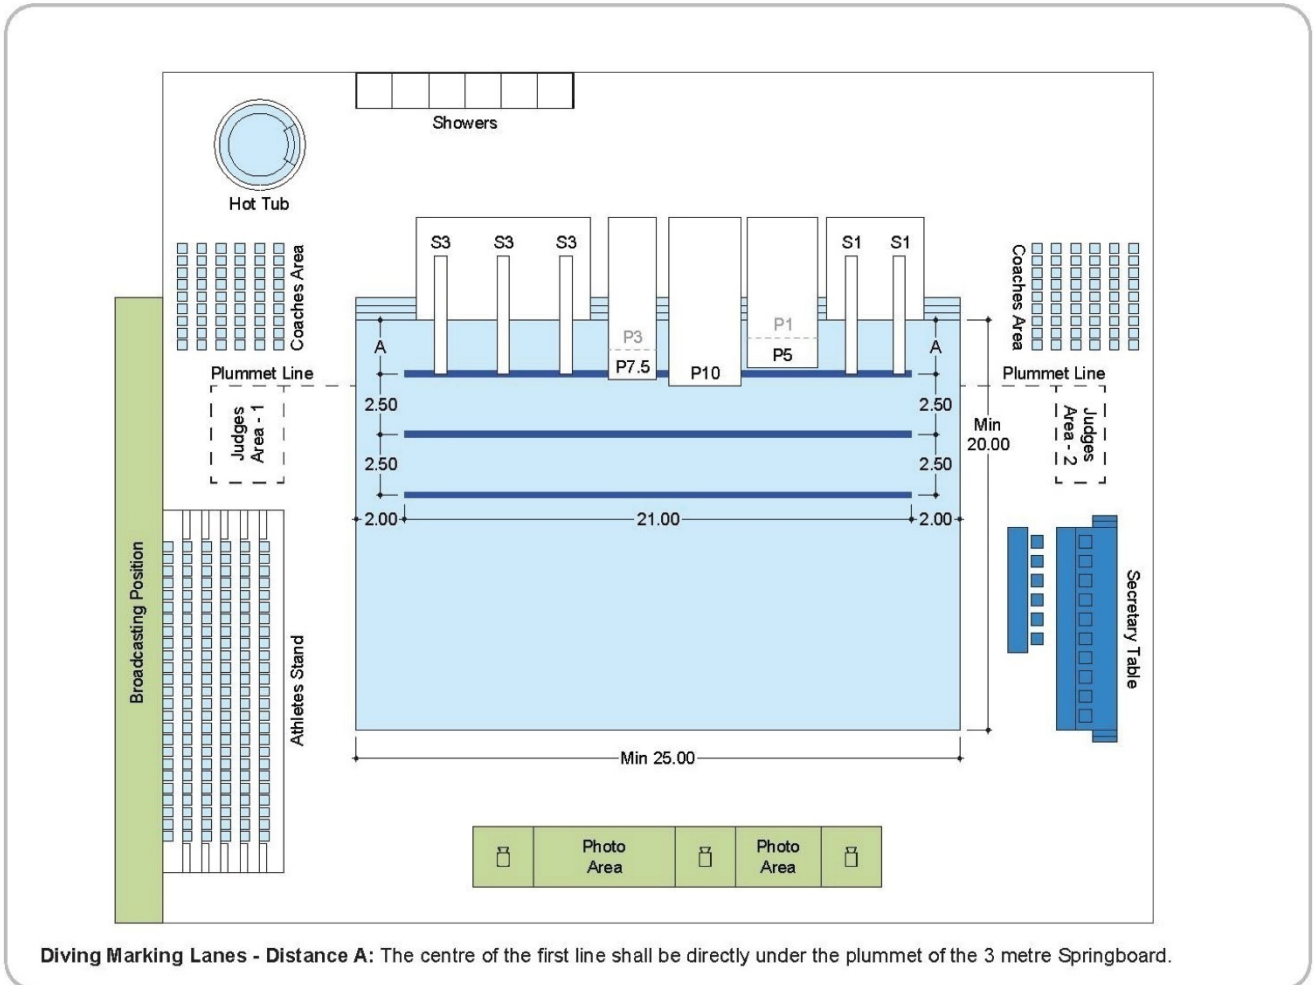 Showers
Hot Tub
S3
S3
S3
S1
S1
Coaches Area
Coaches Area
P3
P1
A
A
P7.5
P10
P5
Plummet Line
Plummet Line
Judges
Area - 1
2.50
2.50
Judges
Area - 2
Min
20.00
2.50
2.50
2.00
21.00
2.00
Broadcasting Position
Athletes Stand
Secretary Table
Min 25.00
Photo
Area
Photo
Area
Diving Marking Lanes - Distance A: The centre of the first line shall be directly under the plummet of the 3 metre Springboard.